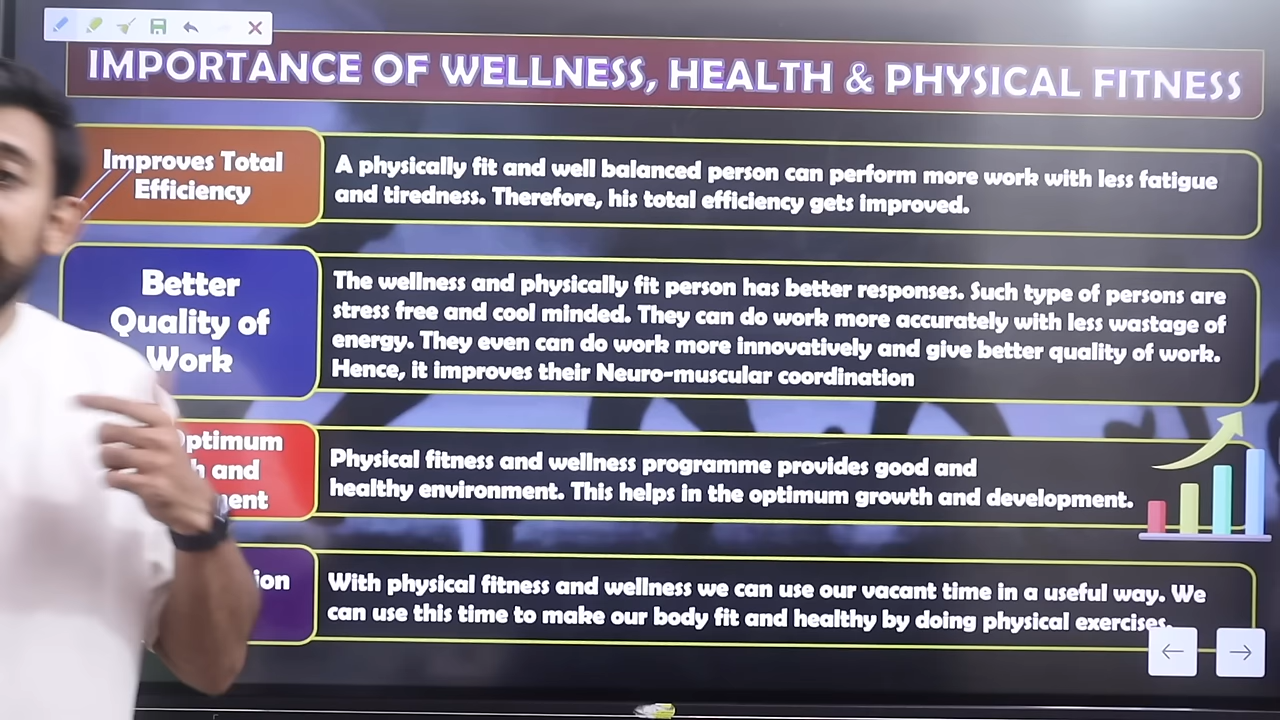 IMPORTANCE OF WELLNESS, HEALTH & PHYSICAL FITNESS
Improves Total
Efficiency
A physically fit and well balanced person can perform more work with less fatigue
and tiredness. Therefore, his total efficiency gets improved.
Better
Quality of
Work
The wellness and physically fit person has better responses. Such type of persons are
stress free and cool minded. They can do work more accurately with less wastage of
energy. They even can do work more innovatively and give better quality of work.
Hence, it improves their Neuro-muscular coordination
Optimum
and
Physical fitness and wellness programme provides good and
healthy environment. This helps in the optimum growth and development.
With physical fitness and wellness we can use our vacant time in a useful way. We
can use this time to make our body fit and healthy by doing physical exercises.